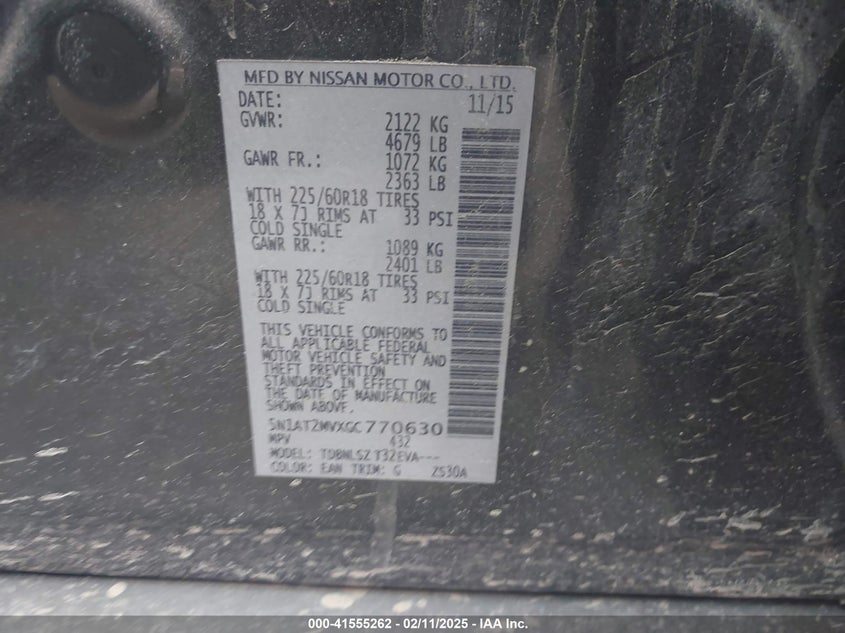 MFD BY NISSAN MOTOR CO., LTD.
DATE: 11/15
GVWR: 2122 KG
4679 LB
GAWR FR.: 1072 KG
2363 LB
WITH 225/60R18 TIRES
18 X 7J RIMS AT 33 PSI
COLD SINGLE
GAWR RR.: 1089 KG
2401 LB
WITH 225/60R18 TIRES
18 X 7J RIMS AT 33 PSI
COLD SINGLE
THIS VEHICLE CONFORMS TO
ALL APPLICABLE FEDERAL
MOTOR VEHICLE SAFETY AND
THEFT PREVENTION
STANDARDS IN EFFECT ON
THE DATE OF MANUFACTURE
SHOWN ABOVE.
5N1AT2MVXGC770630
MPV 432
MODEL: TDBNLSZ T32EVA---
COLOR: EAN TRIM: G ZS30A
000-41555262 - 02/11/2025 - © IAA Inc.